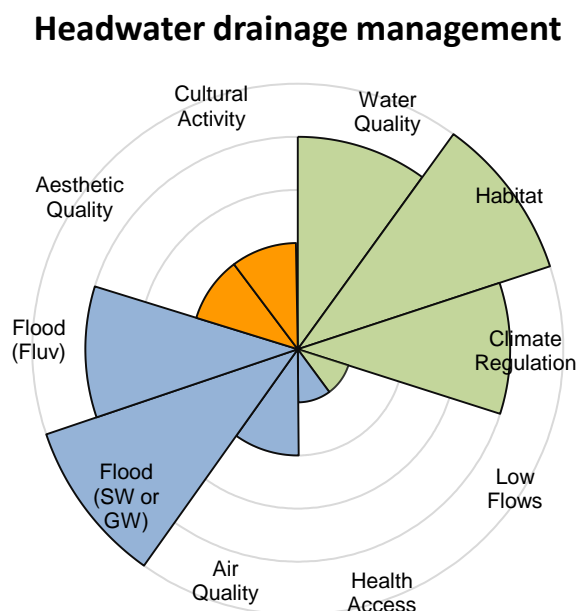 Headwater drainage management
Cultural
Activity
Water
Quality
Aesthetic
Quality
Habitat
Flood
(Fluv)
Climate
Regulation
Flood
(SW or
GW)
Low
Flows
Air
Quality
Health
Access